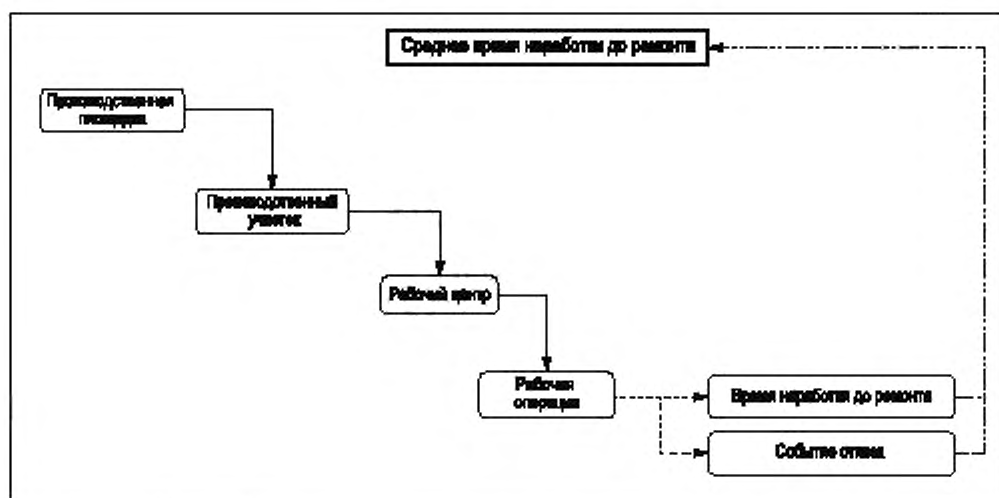 Среднее время наработки до ремонта
Производственная
площадка
Производственный
участок
Рабочий центр
Рабочая
операция
Время наработки до ремонта
Событие отказа